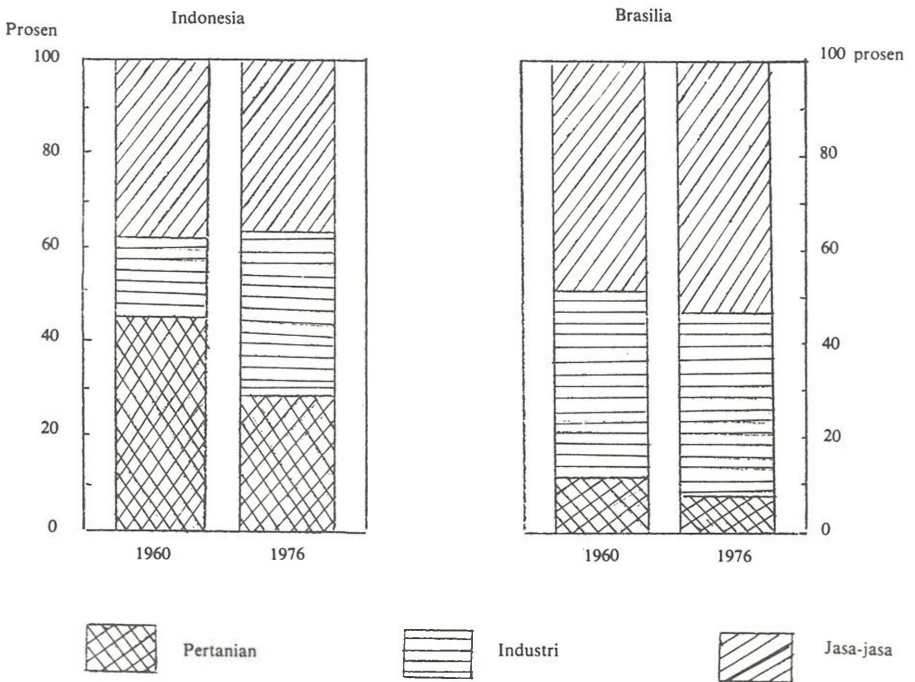 Indonesia
Brasilia
Prosen
100
80
60
40
20
0
1960
1976
100 prosen
80
60
40
20
0
1960
1976
Pertanian
Industri
Jasa-jasa